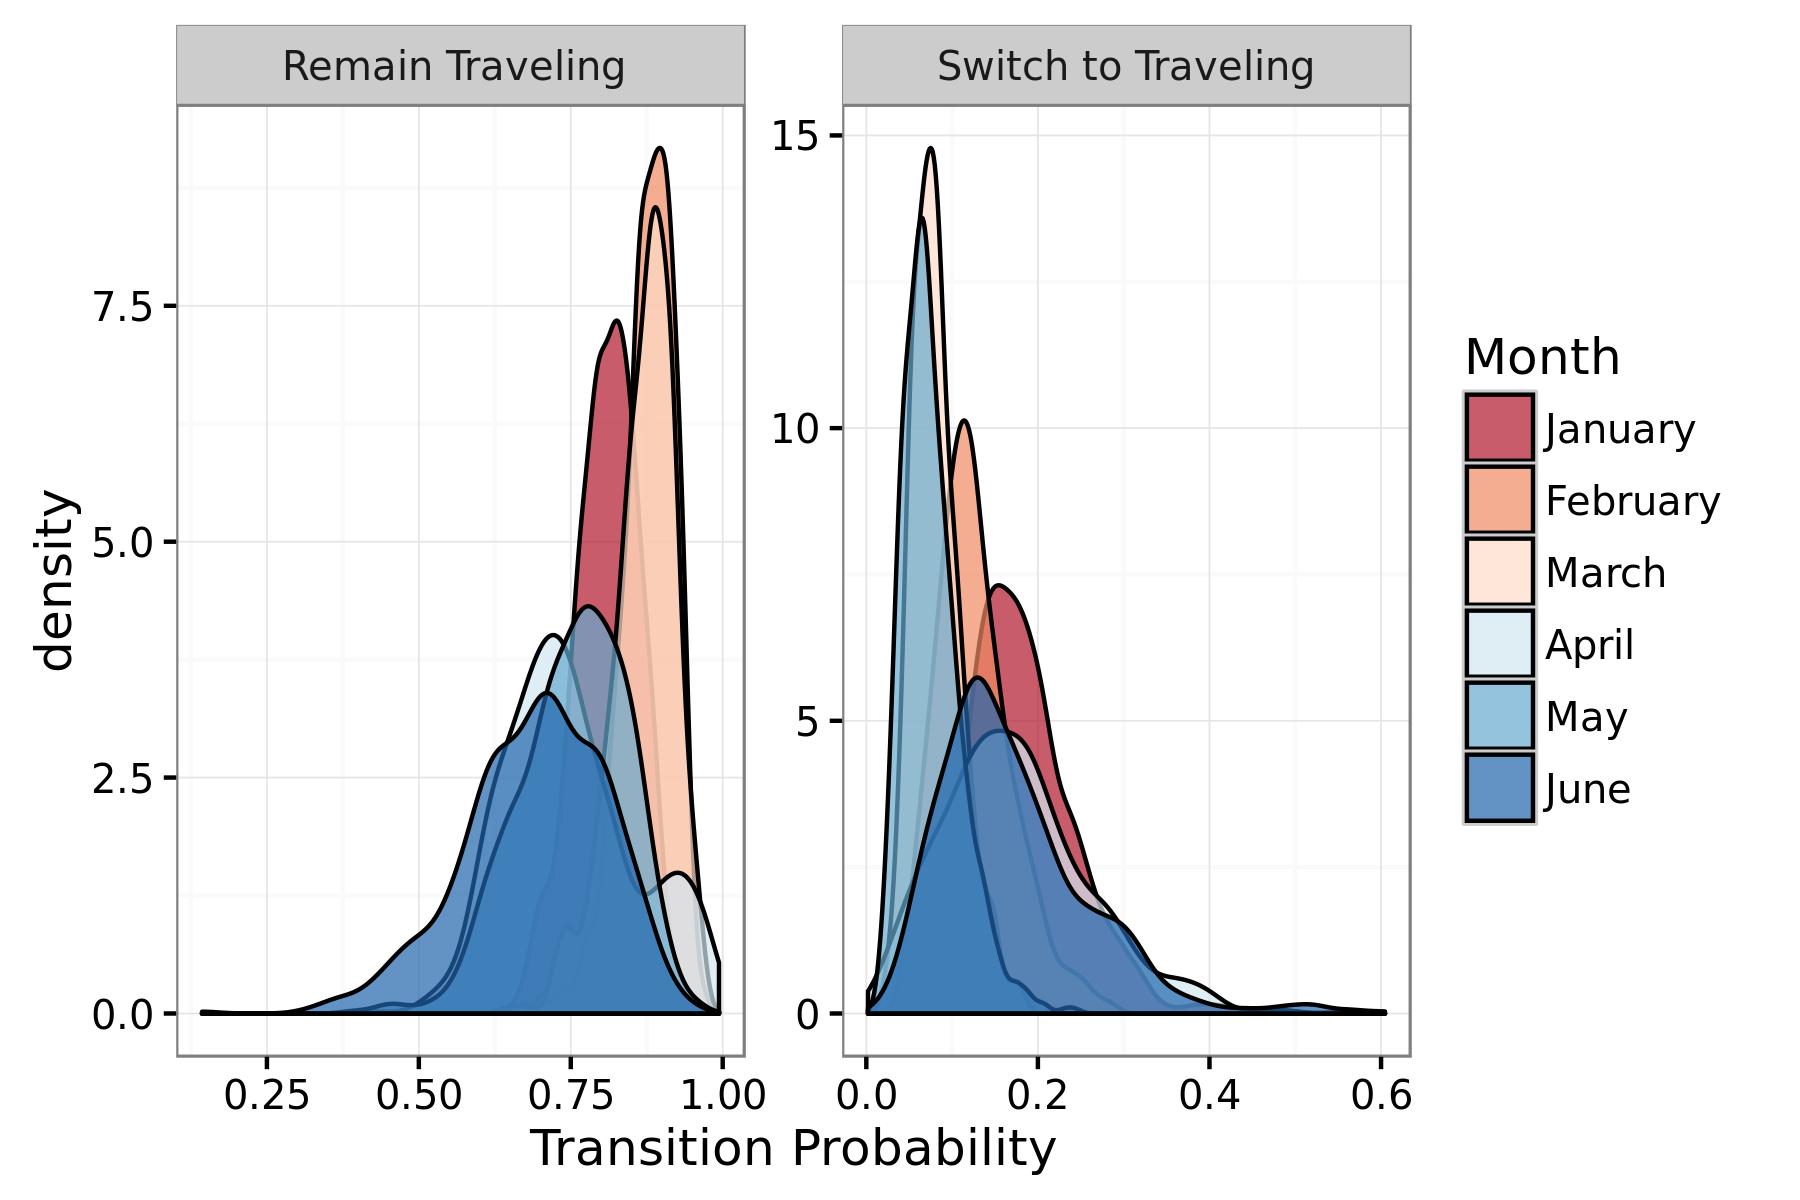 Remain Traveling
Switch to Traveling
15
7.5
10
5.0
5
2.5
0.0
0
0.25 0.50 0.75 1.00
0.0 0.2 0.4 0.6
density
Transition Probability
Month
January
February
March
April
May
June